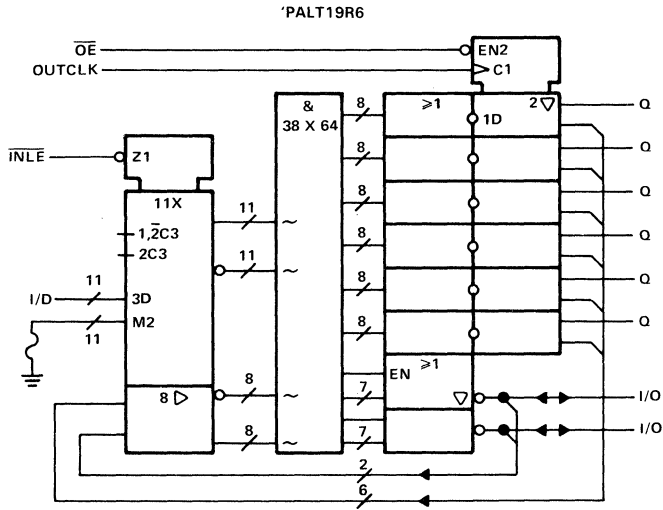 'PALT19R6
OE
EN2
OUTCLK
C1
&
38 X 64
8
≥1
1D
2 ▽
Q
INLE
Z1
8
Q
11X
8
Q
1,2C3
11
~
2C3
8
Q
11
~
I/D
11
3D
8
Q
M2
11
8
Q
EN
≥1
8 ▷
8
~
7
▽
I/O
8
~
7
I/O
2
6